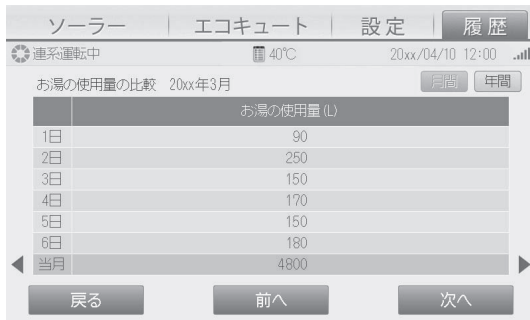 ソーラー エコキュート 設定 履歴
連系運転中 40℃ 20xx/04/10 12:00
お湯の使用量の比較 20xx年3月 月間 年間
お湯の使用量(L)
1日 90
2日 250
3日 150
4日 170
5日 150
6日 180
当月 4800
戻る 前へ 次へ